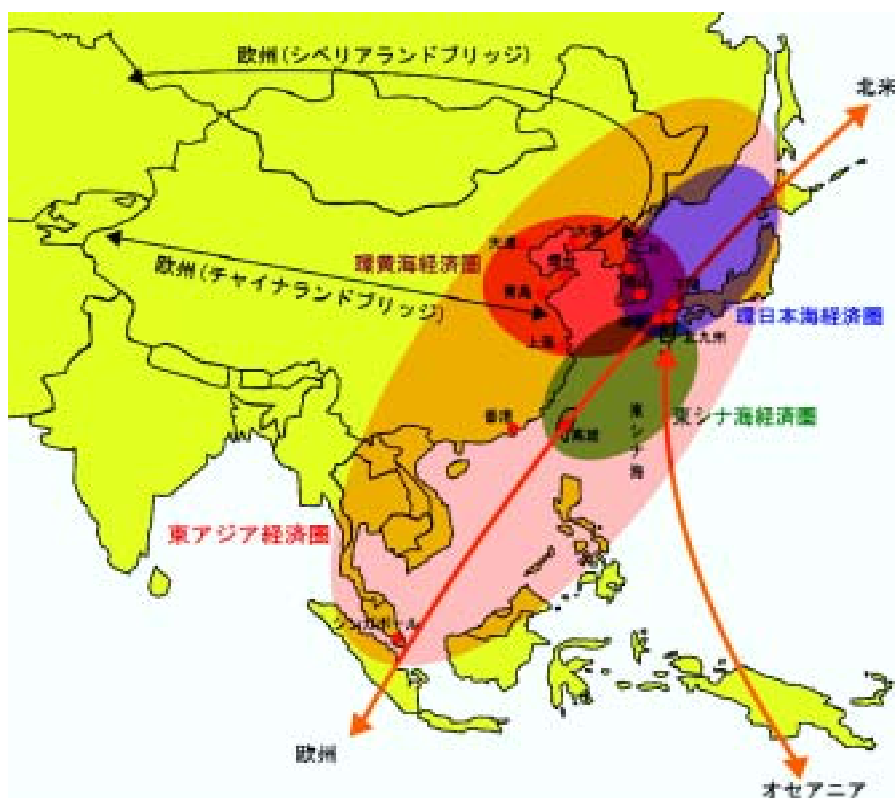 欧州(シベリアランドブリッジ)
北米
欧州(チャイナランドブリッジ)
環黄海経済圏
大連
青島
上海
環日本海経済圏
北九州
東シナ海経済圏
東シナ海
香港
高雄
東アジア経済圏
シンガポール
欧州
オセアニア